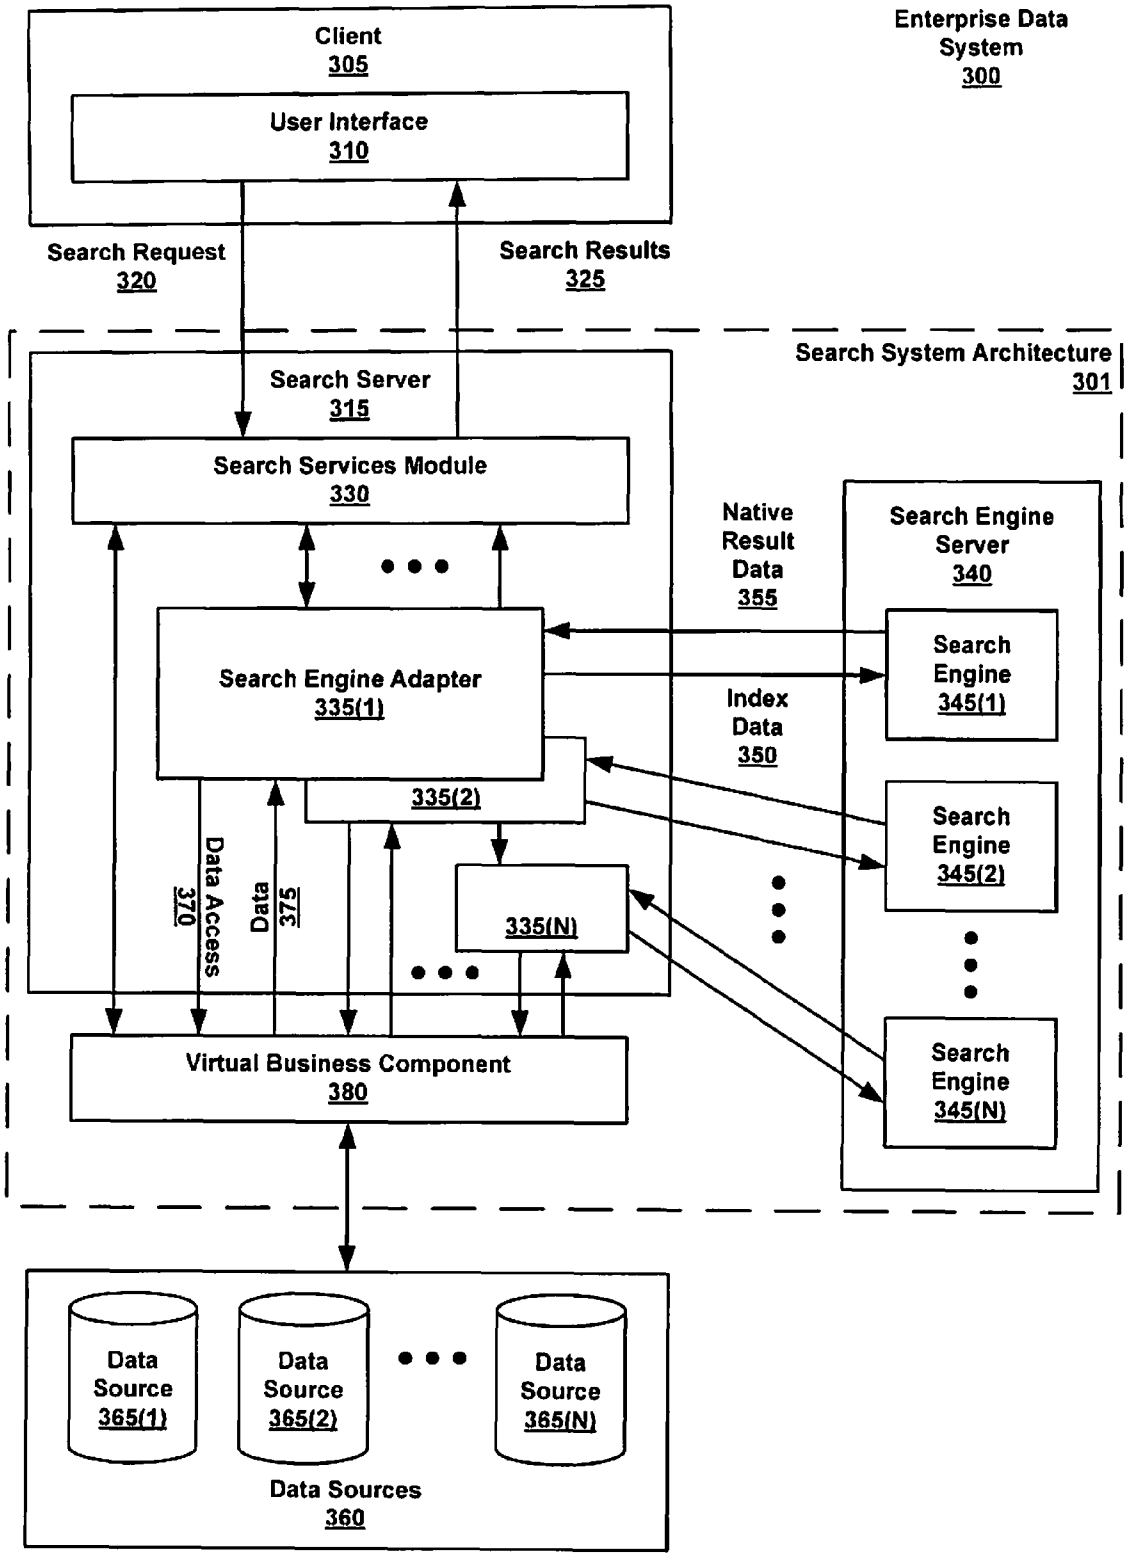 Enterprise Data
System
300
Client
305
User Interface
310
Search Request
320
Search Results
325
Search System Architecture
301
Search Server
315
Search Services Module
330
Native
Result
Data
355
Search Engine
Server
340
Search Engine Adapter
335(1)
Search
Engine
345(1)
Index
Data
350
335(2)
Search
Engine
345(2)
Data Access
370
Data
375
335(N)
Search
Engine
345(N)
Virtual Business Component
380
Data
Source
365(1)
Data
Source
365(2)
Data
Source
365(N)
Data Sources
360